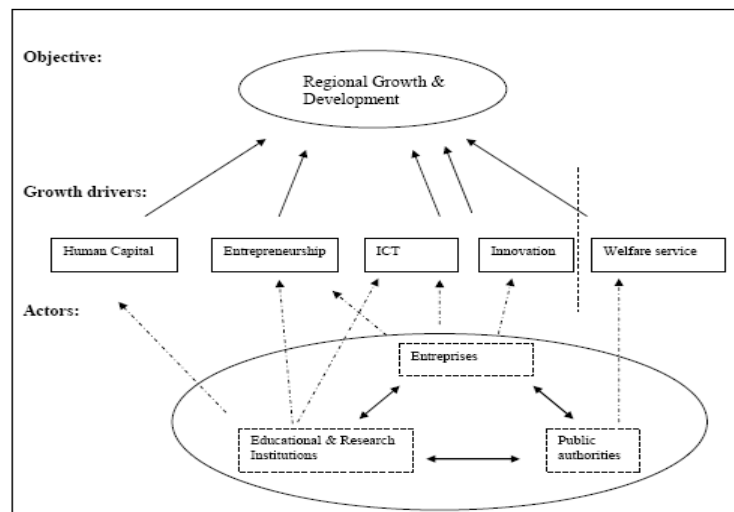 Objective:
Regional Growth &
Development
Growth drivers:
Human Capital
Entrepreneurship
ICT
Innovation
Welfare service
Actors:
Entreprises
Educational & Research
Institutions
Public
authorities